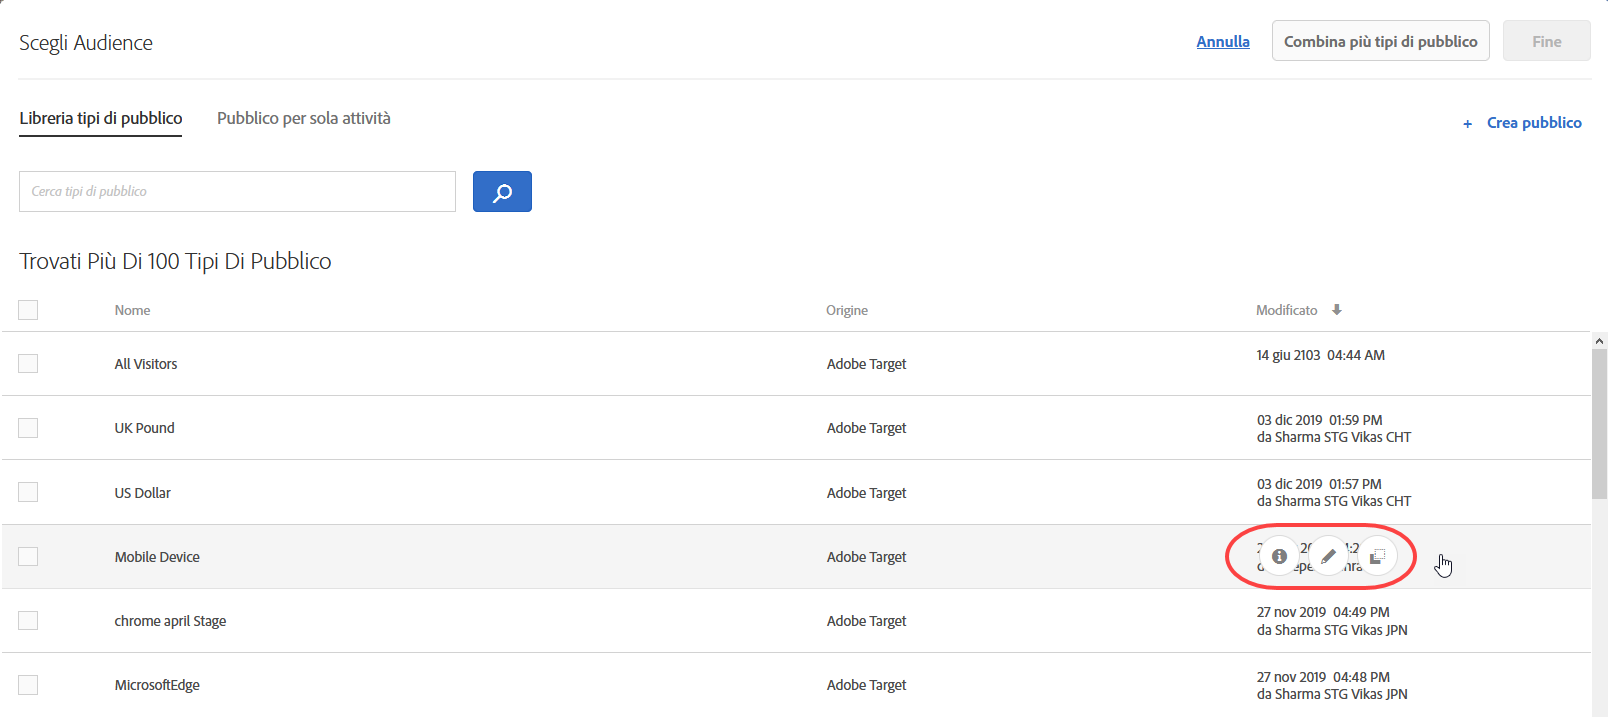 Scegli Audience
Annulla
Combina più tipi di pubblico
Fine
Libreria tipi di pubblico
Pubblico per sola attività
+ Crea pubblico
Cerca tipi di pubblico
Trovati Più Di 100 Tipi Di Pubblico
Nome
Origine
Modificato
All Visitors
Adobe Target
14 giu 2103 04:44 AM
UK Pound
Adobe Target
03 dic 2019 01:59 PM
da Sharma STG Vikas CHT
US Dollar
Adobe Target
03 dic 2019 01:57 PM
da Sharma STG Vikas CHT
Mobile Device
Adobe Target
chrome april Stage
Adobe Target
27 nov 2019 04:49 PM
da Sharma STG Vikas JPN
MicrosoftEdge
Adobe Target
27 nov 2019 04:48 PM
da Sharma STG Vikas JPN